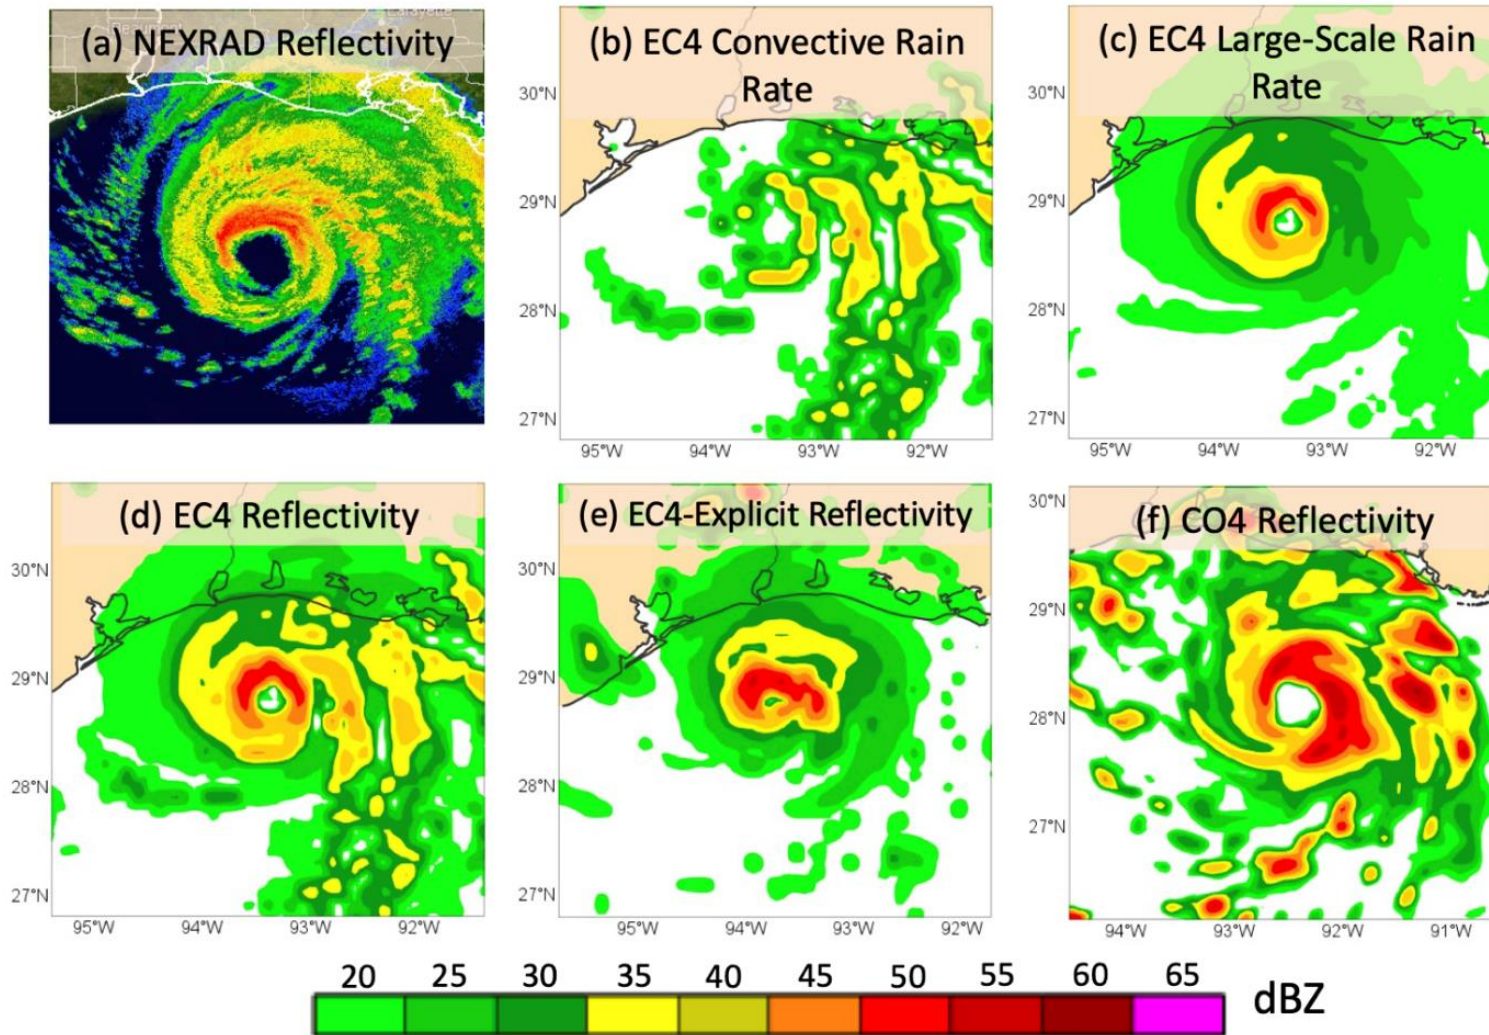 Lafayette
Beaumont
(a) NEXRAD Reflectivity
(b) EC4 Convective Rain
Rate
(c) EC4 Large-Scale Rain
Rate
30°N
29°N
28°N
27°N
95°W 94°W 93°W 92°W
30°N
29°N
28°N
27°N
95°W 94°W 93°W 92°W
(d) EC4 Reflectivity
(e) EC4-Explicit Reflectivity
(f) CO4 Reflectivity
30°N
29°N
28°N
27°N
95°W 94°W 93°W 92°W
30°N
29°N
28°N
27°N
95°W 94°W 93°W 92°W
30°N
29°N
28°N
27°N
94°W 93°W 92°W 91°W
20 25 30 35 40 45 50 55 60 65
dBZ